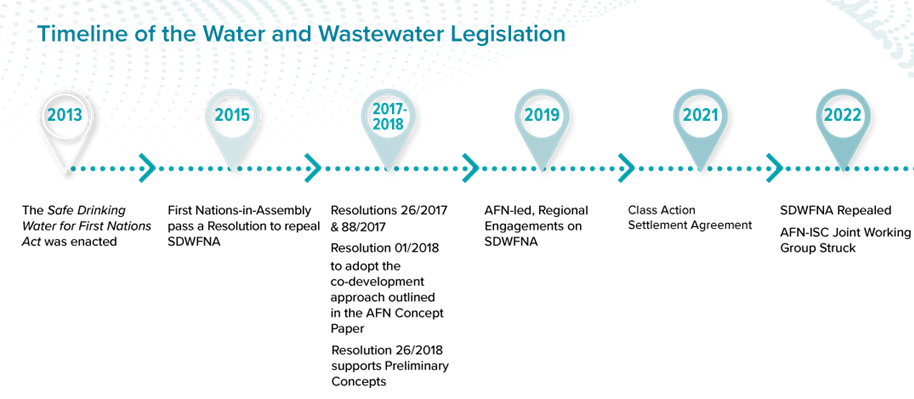 Timeline of the Water and Wastewater Legislation
2013
The Safe Drinking
Water for First Nations
Act was enacted
2015
First Nations-in-Assembly
pass a Resolution to repeal
SDWFNA
2017-
2018
Resolutions 26/2017
& 88/2017
Resolution 01/2018
to adopt the
co-development
approach outlined
in the AFN Concept
Paper
Resolution 26/2018
supports Preliminary
Concepts
2019
AFN-led, Regional
Engagements on
SDWFNA
2021
Class Action
Settlement Agreement
2022
SDWFNA Repealed
AFN-ISC Joint Working
Group Struck